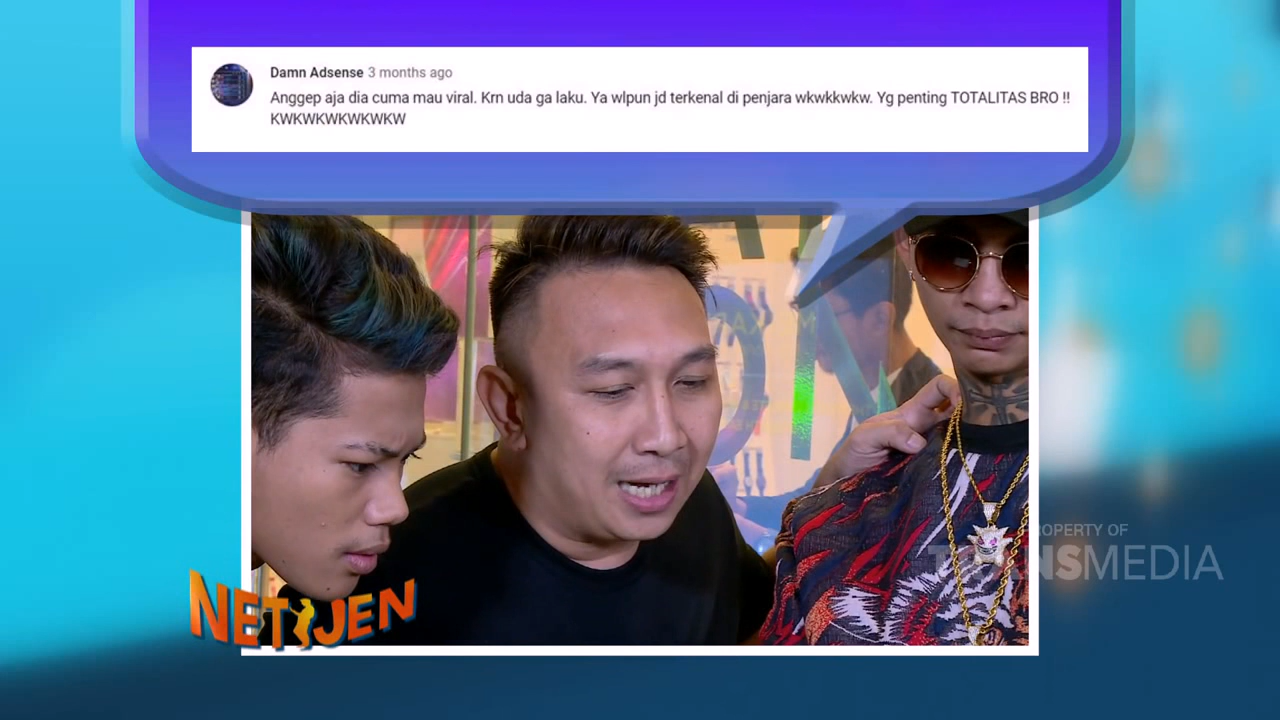 Damn Adsense 3 months ago
Anggep aja dia cuma mau viral. Krn uda ga laku. Ya wlpun jd terkenal di penjara wkwkkwkw. Yg penting TOTALITAS BRO !!
KWKWKWKWKWKW
PROPERTY OF
TRANSMEDIA
NETIJEN